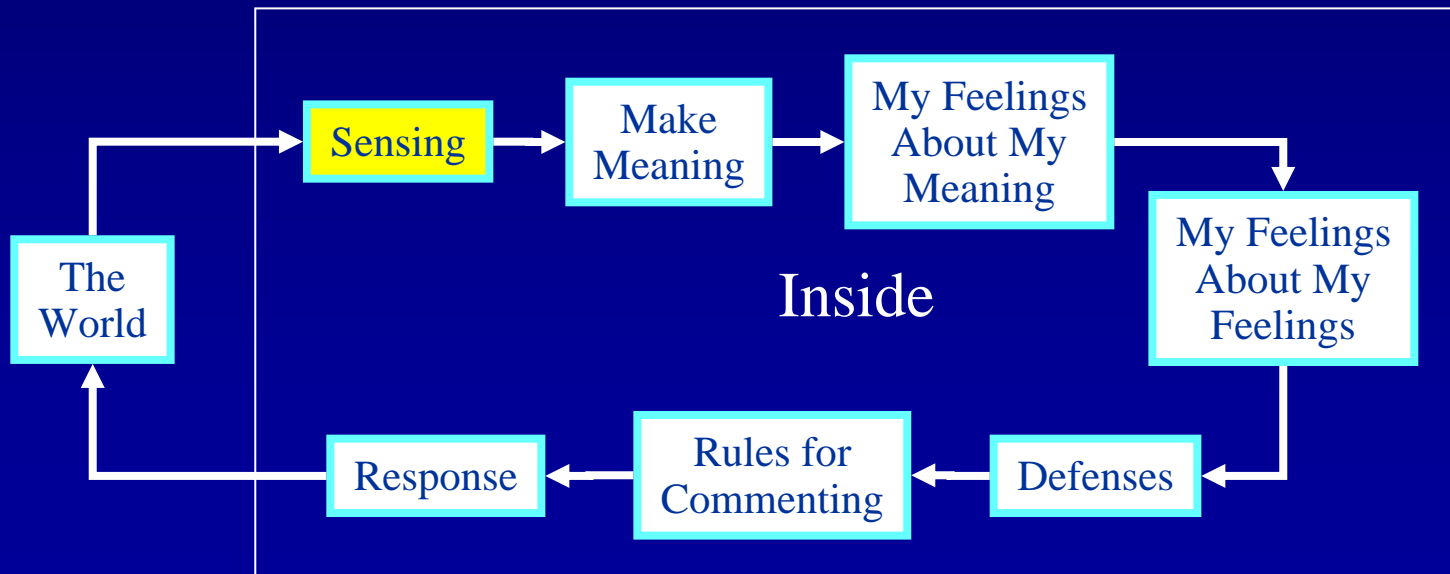 Sensing
Make
Meaning
My Feelings
About My
Meaning
My Feelings
About My
Feelings
The
World
Inside
Response
Rules for
Commenting
Defenses